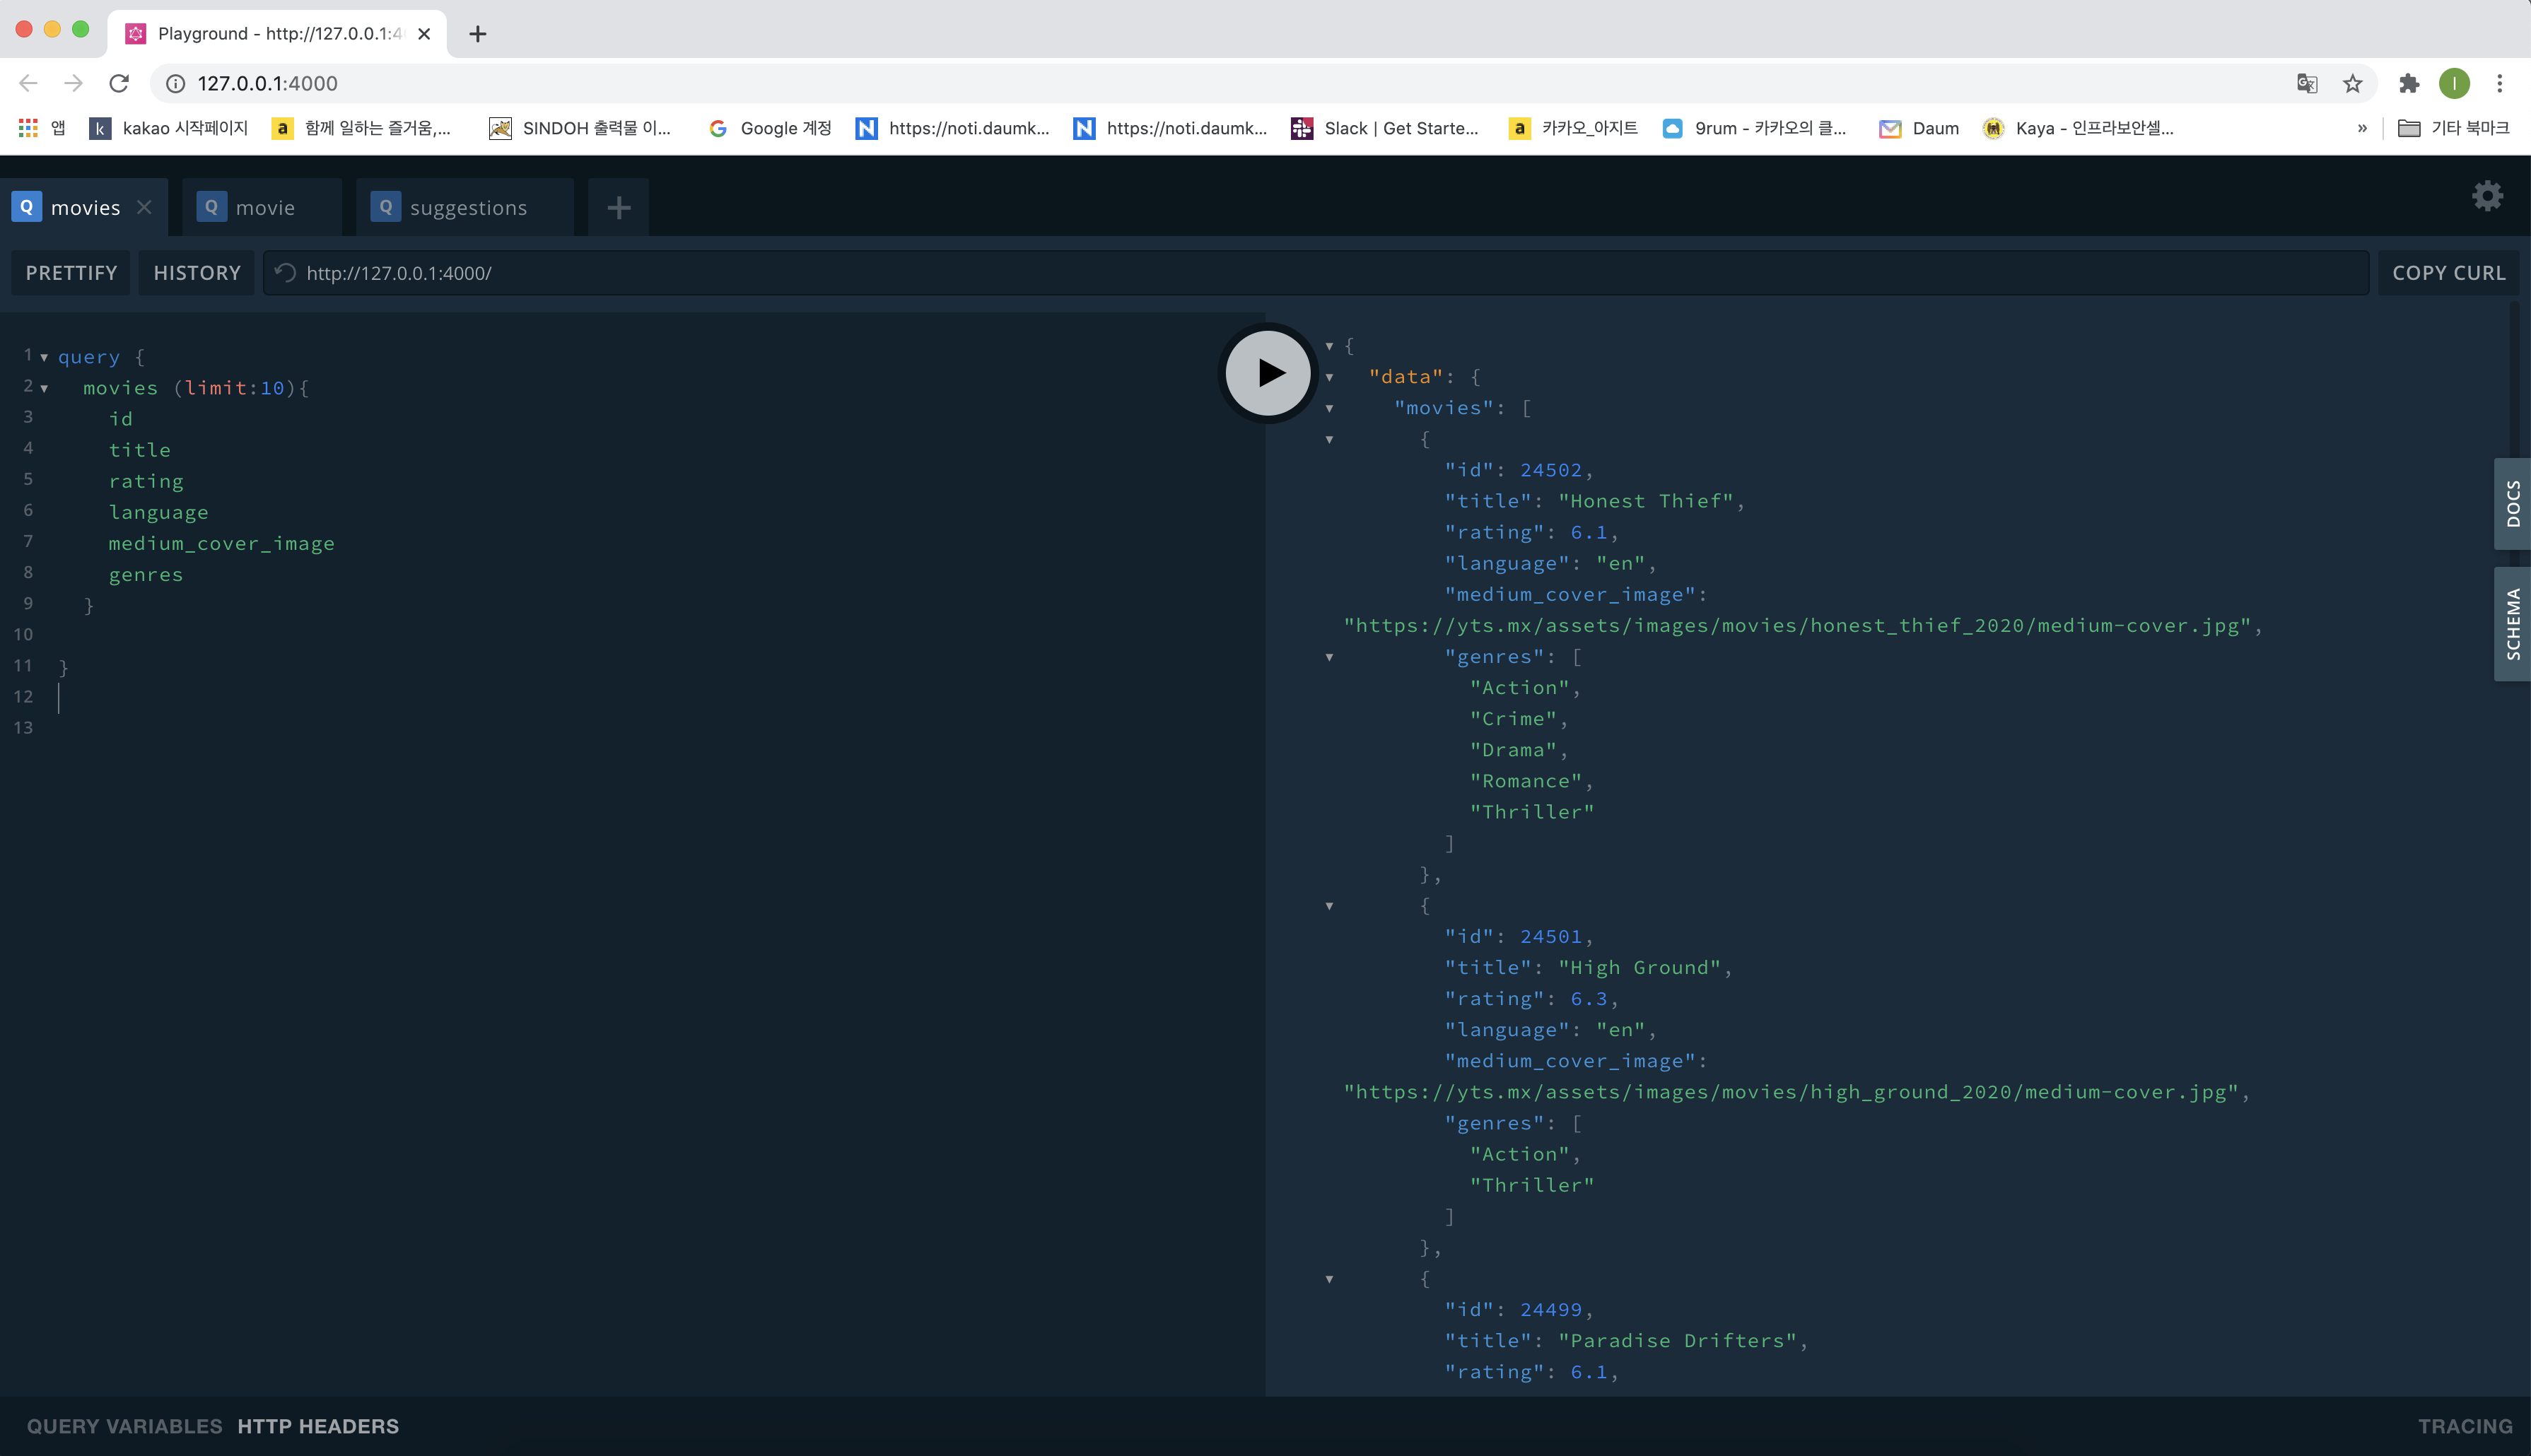 Playground - http://127.0.0.1:4
127.0.0.1:4000
앱 kakao 시작페이지 함께 일하는 즐거움,... SINDOH 출력물 이... Google 계정 https://noti.daumk... https://noti.daumk... Slack | Get Starte... 카카오_아지트 9rum - 카카오의 클... Daum Kaya - 인프라보안셀... » 기타 북마크
Q movies Q movie Q suggestions
PRETTIFY HISTORY http://127.0.0.1:4000/ COPY CURL
1 query {
2 movies (limit:10){
3 id
4 title
5 rating
6 language
7 medium_cover_image
8 genres
9 }
10
11 }
12
13
{
"data": {
"movies": [
{
"id": 24502,
"title": "Honest Thief",
"rating": 6.1,
"language": "en",
"medium_cover_image":
"https://yts.mx/assets/images/movies/honest_thief_2020/medium-cover.jpg",
"genres": [
"Action",
"Crime",
"Drama",
"Romance",
"Thriller"
]
},
{
"id": 24501,
"title": "High Ground",
"rating": 6.3,
"language": "en",
"medium_cover_image":
"https://yts.mx/assets/images/movies/high_ground_2020/medium-cover.jpg",
"genres": [
"Action",
"Thriller"
]
},
{
"id": 24499,
"title": "Paradise Drifters",
"rating": 6.1,
DOCS
SCHEMA
QUERY VARIABLES HTTP HEADERS TRACING